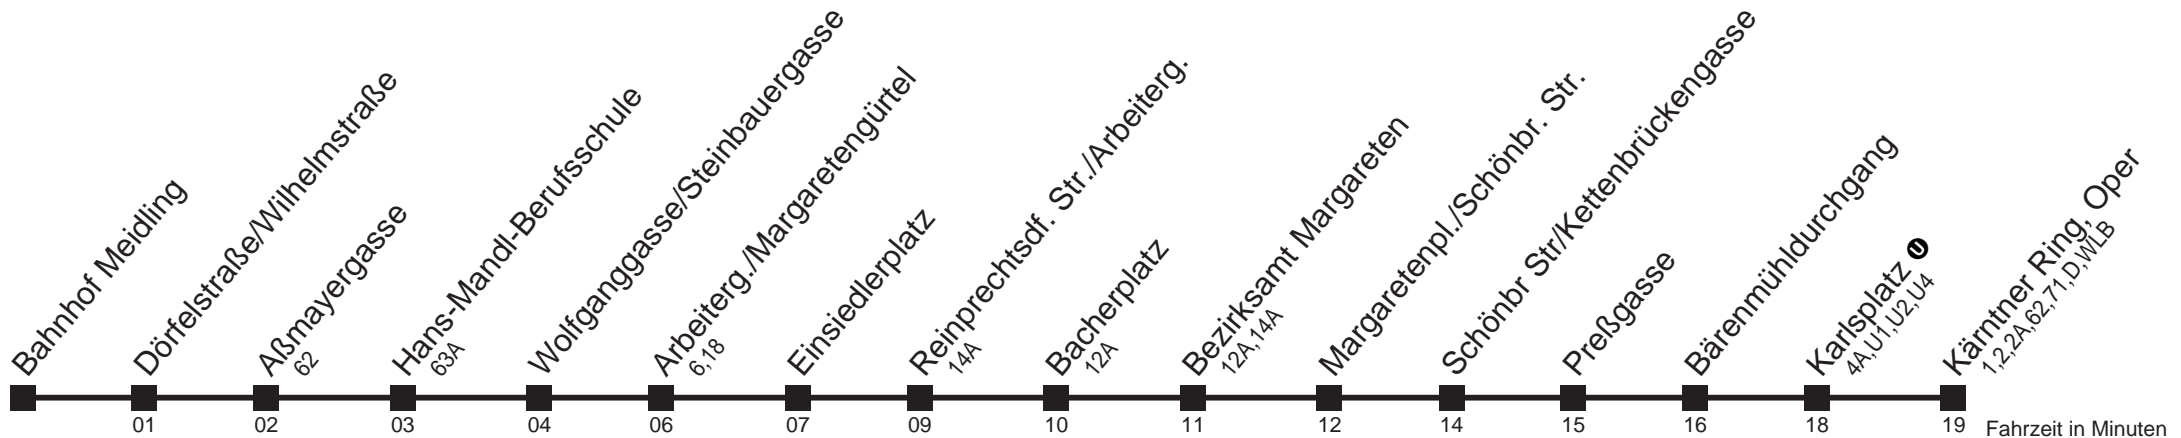 Bahnhof Meidling
Dörfelstraße/Wilhelmstraße
Aßmayergasse
62
Hans-Mandl-Berufsschule
63A
Wolfganggasse/Steinbauergasse
Arbeiterg./Margaretengürtel
6,18
Einsiedlerplatz
Reinprechtsdf. Str./Arbeiterg.
14A
Bacherplatz
12A
Bezirksamt Margareten
12A,14A
Margaretenpl./Schönbr. Str.
Schönbr Str/Kettenbrückengasse
Preßgasse
Bärenmühldurchgang
Karlsplatz U
4A,U1,U2,U4
Kärntner Ring, Oper
1,2,2A,62,71,D,WLB
01 02 03 04 06 07 09 10 11 12 14 15 16 18 19 Fahrzeit in Minuten